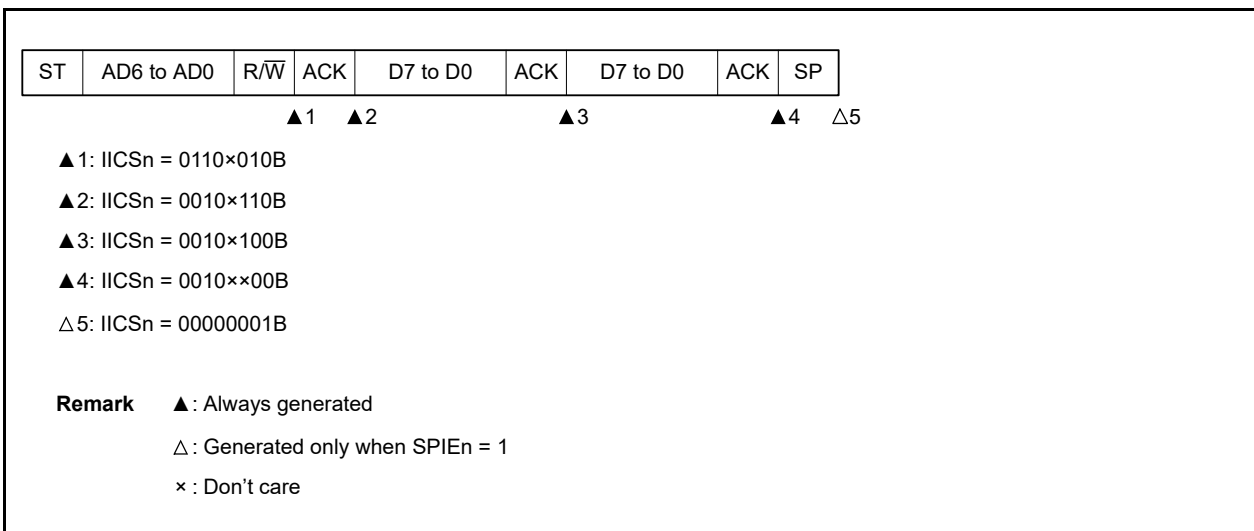 ST AD6 to AD0 R/W̅ ACK D7 to D0 ACK D7 to D0 ACK SP
▲1 ▲2 ▲3 ▲4 △5
▲1: IICSn = 0110×010B
▲2: IICSn = 0010×110B
▲3: IICSn = 0010×100B
▲4: IICSn = 0010××00B
△5: IICSn = 00000001B
Remark ▲: Always generated
△: Generated only when SPIEn = 1
×: Don't care